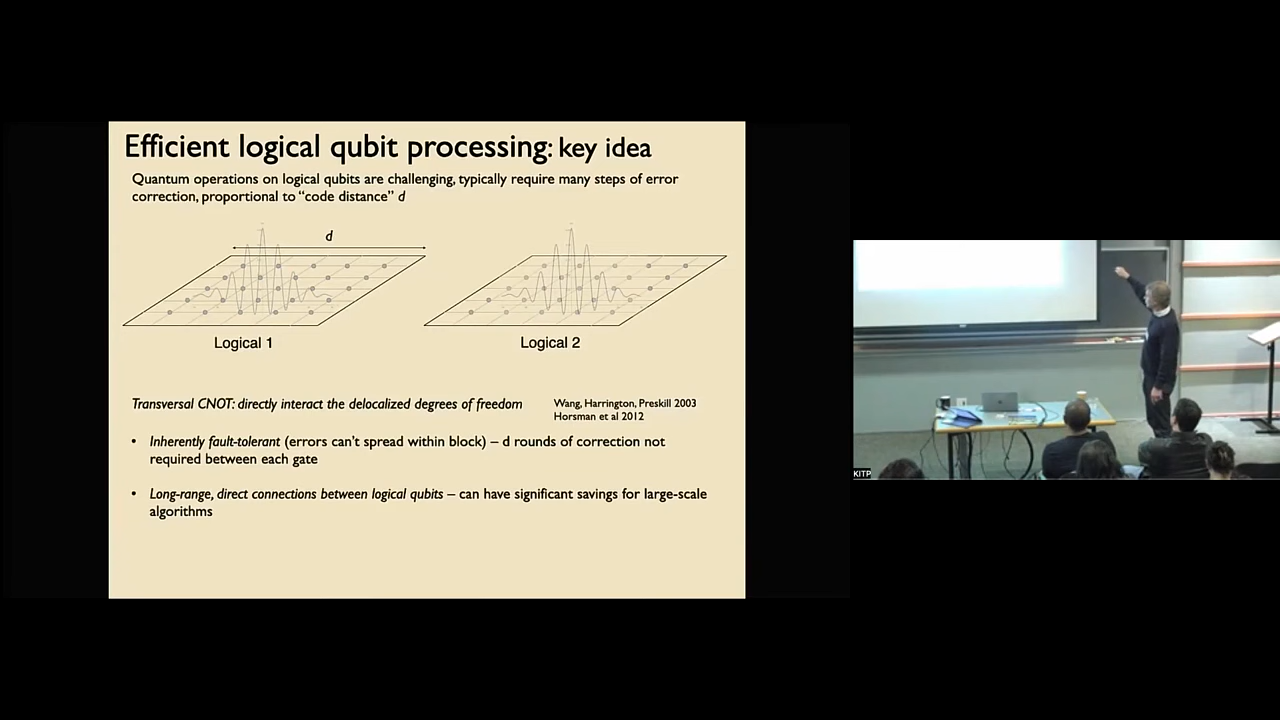 Efficient logical qubit processing: key idea
Quantum operations on logical qubits are challenging, typically require many steps of error
correction, proportional to “code distance” d
d
Logical 1
Logical 2
Transversal CNOT: directly interact the delocalized degrees of freedom
Wang, Harrington, Preskill 2003
Horsman et al 2012
• Inherently fault-tolerant (errors can’t spread within block) – d rounds of correction not
required between each gate
• Long-range, direct connections between logical qubits – can have significant savings for large-scale
algorithms
KITP